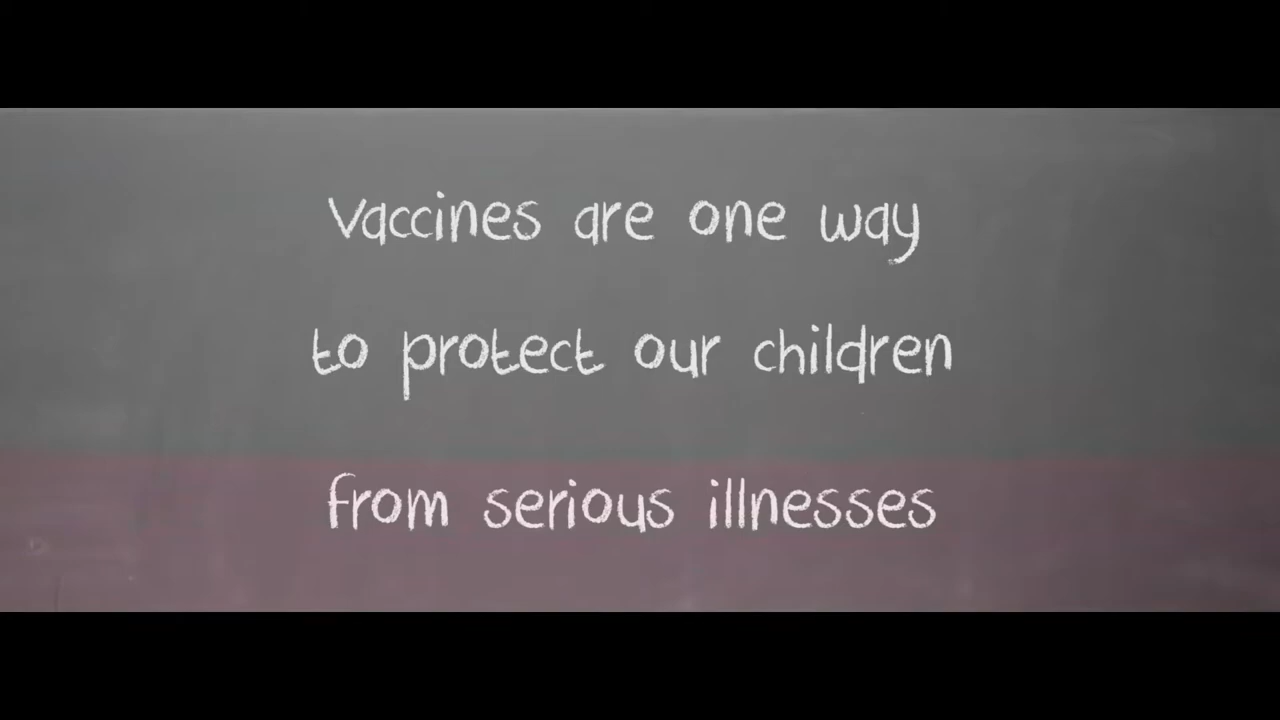 Vaccines are one way
to protect our children
from serious illnesses